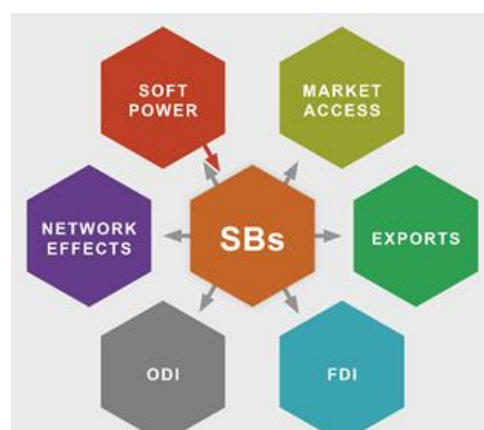 SOFT
POWER
MARKET
ACCESS
NETWORK
EFFECTS
SBs
EXPORTS
ODI
FDI